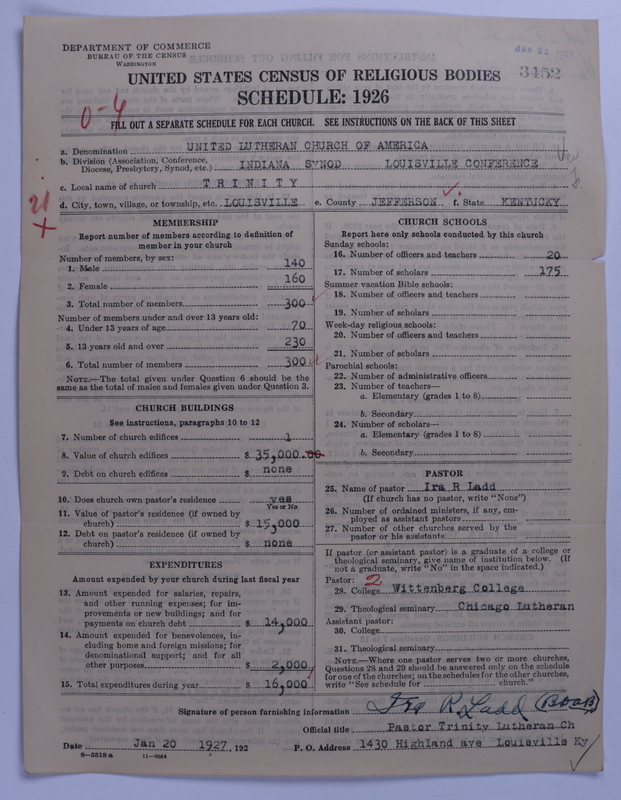 DEPARTMENT OF COMMERCE
BUREAU OF THE CENSUS
WASHINGTON
3452
UNITED STATES CENSUS OF RELIGIOUS BODIES
SCHEDULE: 1926
0-4
FILL OUT A SEPARATE SCHEDULE FOR EACH CHURCH. SEE INSTRUCTIONS ON THE BACK OF THIS SHEET
a. Denomination UNITED LUTHERAN CHURCH OF AMERICA
b. Division (Association, Conference, Diocese, Presbytery, Synod, etc.) INDIANA SYNOD LOUISVILLE CONFERENCE
c. Local name of church TRINITY
d. City, town, village, or township, etc. LOUISVILLE e. County JEFFERSON f. State KENTUCKY
MEMBERSHIP
Report number of members according to definition of
member in your church
Number of members, by sex:
1. Male 140
2. Female 160
3. Total number of members 300
Number of members under and over 13 years old:
4. Under 13 years of age 70
5. 13 years old and over 230
6. Total number of members 300
NOTE.—The total given under Question 6 should be the
same as the total of males and females given under Question 3.
CHURCH BUILDINGS
See instructions, paragraphs 10 to 12
7. Number of church edifices 1
8. Value of church edifices $ 35,000.00
9. Debt on church edifices $ none
10. Does church own pastor's residence yes
Yes or No
11. Value of pastor's residence (if owned by
church) $ 15,000
12. Debt on pastor's residence (if owned by
church) $ none
EXPENDITURES
Amount expended by your church during last fiscal year
13. Amount expended for salaries, repairs,
and other running expenses; for im-
provements or new buildings; and for
payments on church debt $ 14,000
14. Amount expended for benevolences, in-
cluding home and foreign missions; for
denominational support; and for all
other purposes $ 2,000
15. Total expenditures during year $ 16,000
CHURCH SCHOOLS
Report here only schools conducted by this church
Sunday schools:
16. Number of officers and teachers 20
17. Number of scholars 175
Summer vacation Bible schools:
18. Number of officers and teachers
19. Number of scholars
Week-day religious schools:
20. Number of officers and teachers
21. Number of scholars
Parochial schools:
22. Number of administrative officers
23. Number of teachers—
a. Elementary (grades 1 to 8)
b. Secondary
24. Number of scholars—
a. Elementary (grades 1 to 8)
b. Secondary
PASTOR
25. Name of pastor Ira R Ladd
(If church has no pastor, write "None")
26. Number of ordained ministers, if any, em-
ployed as assistant pastors
27. Number of other churches served by the
pastor or his assistants
If pastor (or assistant pastor) is a graduate of a college or
theological seminary, give name of institution below. (If
not a graduate, write "No" in the space indicated.)
Pastor: 2
28. College Wittenberg College
29. Theological seminary Chicago Lutheran
Assistant pastor:
30. College
31. Theological seminary
NOTE.—Where one pastor serves two or more churches,
Questions 28 and 29 should be answered only on the schedule
for one of the churches; on the schedules for the other churches,
write "See schedule for church."
Signature of person furnishing information Ira R Ladd
Official title Pastor Trinity Lutheran Ch
Date Jan 20 1927, 192 P. O. Address 1430 Highland ave Louisville Ky
8—5318 a 11—9084